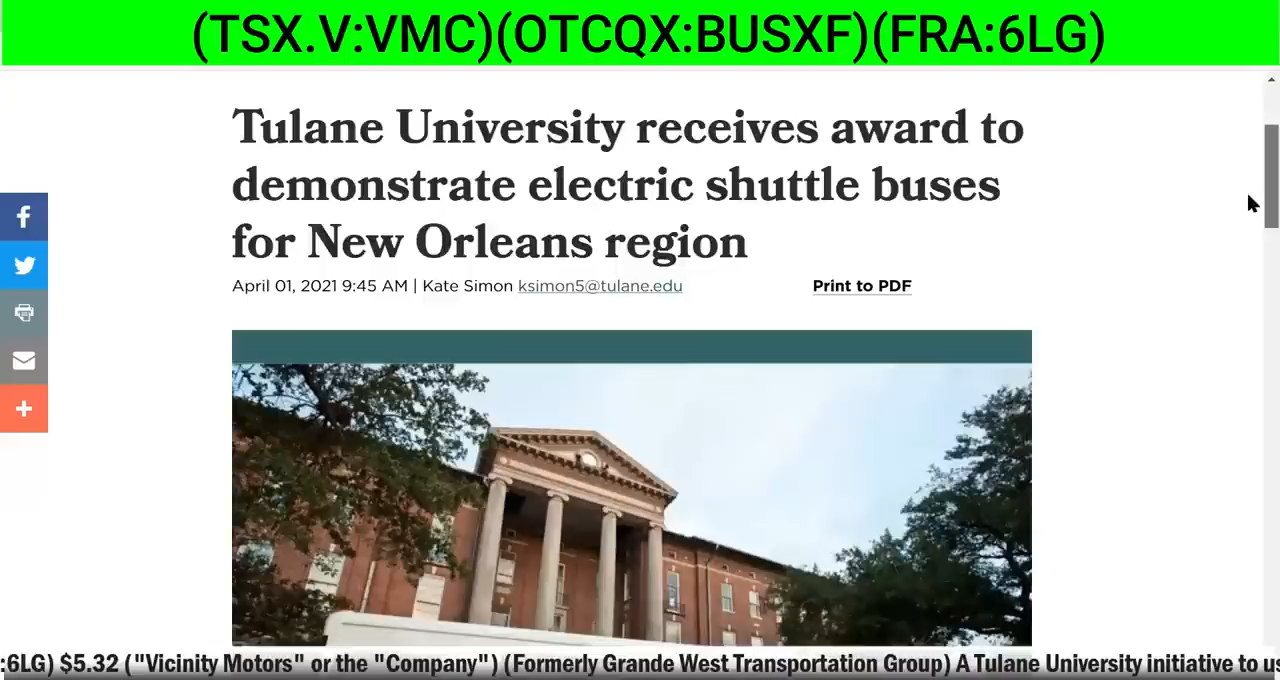 (TSX.V:VMC)(OTCQX:BUSXF)(FRA:6LG)
Tulane University receives award to
demonstrate electric shuttle buses
for New Orleans region
April 01, 2021 9:45 AM | Kate Simon ksimon5@tulane.edu
Print to PDF
:6LG) $5.32 ("Vicinity Motors" or the "Company") (Formerly Grande West Transportation Group) A Tulane University initiative to us